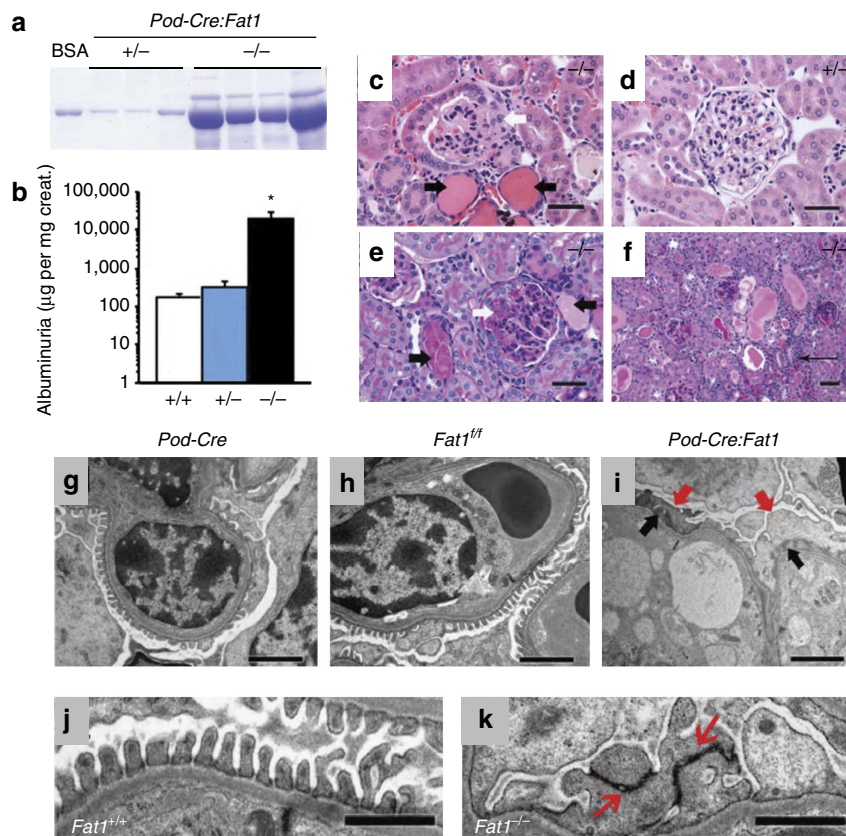 a
Pod-Cre:Fat1
BSA +/– –/–
b
Albuminuria (μg per mg creat.)
100,000
10,000
1,000
100
10
1
*
+/+ +/– –/–
c –/–
d +/–
e –/–
f –/–
Pod-Cre
Fat1f/f
Pod-Cre:Fat1
g
h
i
j
Fat1+/+
k
Fat1–/–